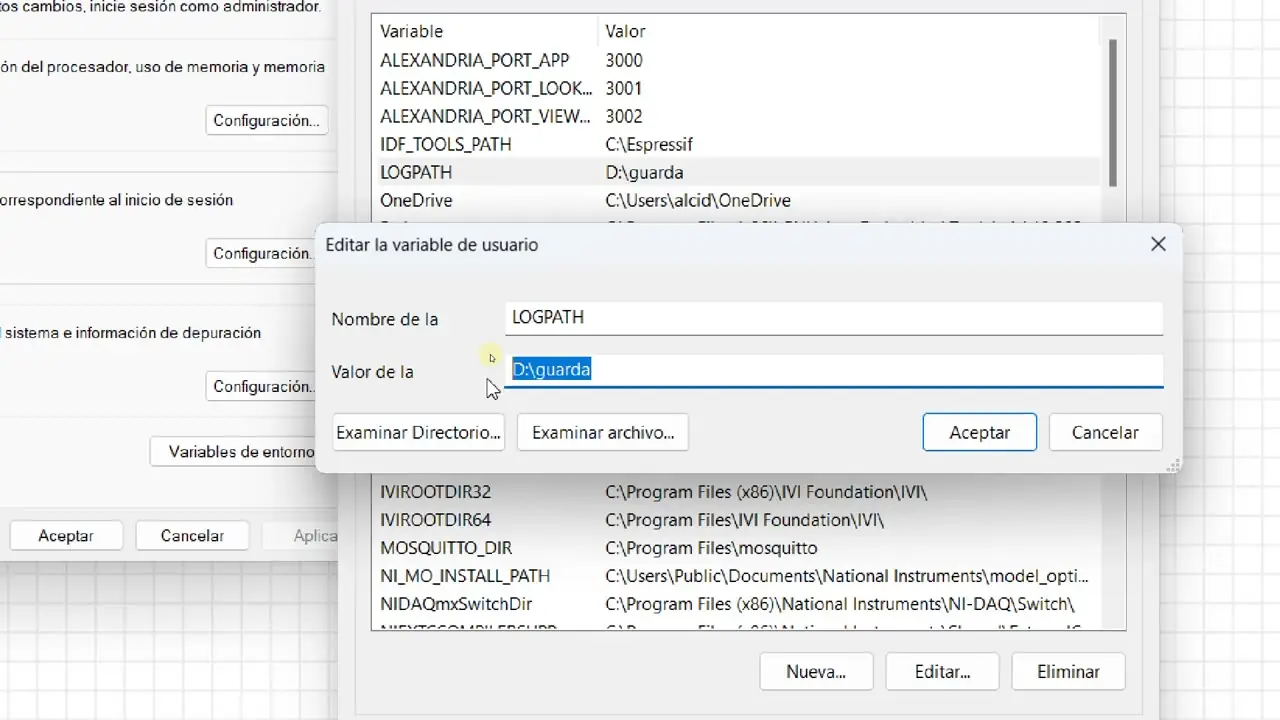 tos cambios, inicie sesión como administrador.
ón del procesador, uso de memoria y memoria
Configuración...
orrespondiente al inicio de sesión
Configuración..
sistema e información de depuración
Configuración..
Variables de entorno
Aceptar
Cancelar
Aplica
Variable Valor
ALEXANDRIA_PORT_APP 3000
ALEXANDRIA_PORT_LOOK... 3001
ALEXANDRIA_PORT_VIEW... 3002
IDF_TOOLS_PATH C:\Espressif
LOGPATH D:\guarda
OneDrive C:\Users\alcid\OneDrive
Editar la variable de usuario
Nombre de la LOGPATH
Valor de la D:\guarda
Examinar Directorio... Examinar archivo... Aceptar Cancelar
IVIROOTDIR32 C:\Program Files (x86)\IVI Foundation\IVI\
IVIROOTDIR64 C:\Program Files\IVI Foundation\IVI\
MOSQUITTO_DIR C:\Program Files\mosquitto
NI_MO_INSTALL_PATH C:\Users\Public\Documents\National Instruments\model_opti...
NIDAQmxSwitchDir C:\Program Files (x86)\National Instruments\NI-DAQ\Switch\
Nueva... Editar... Eliminar